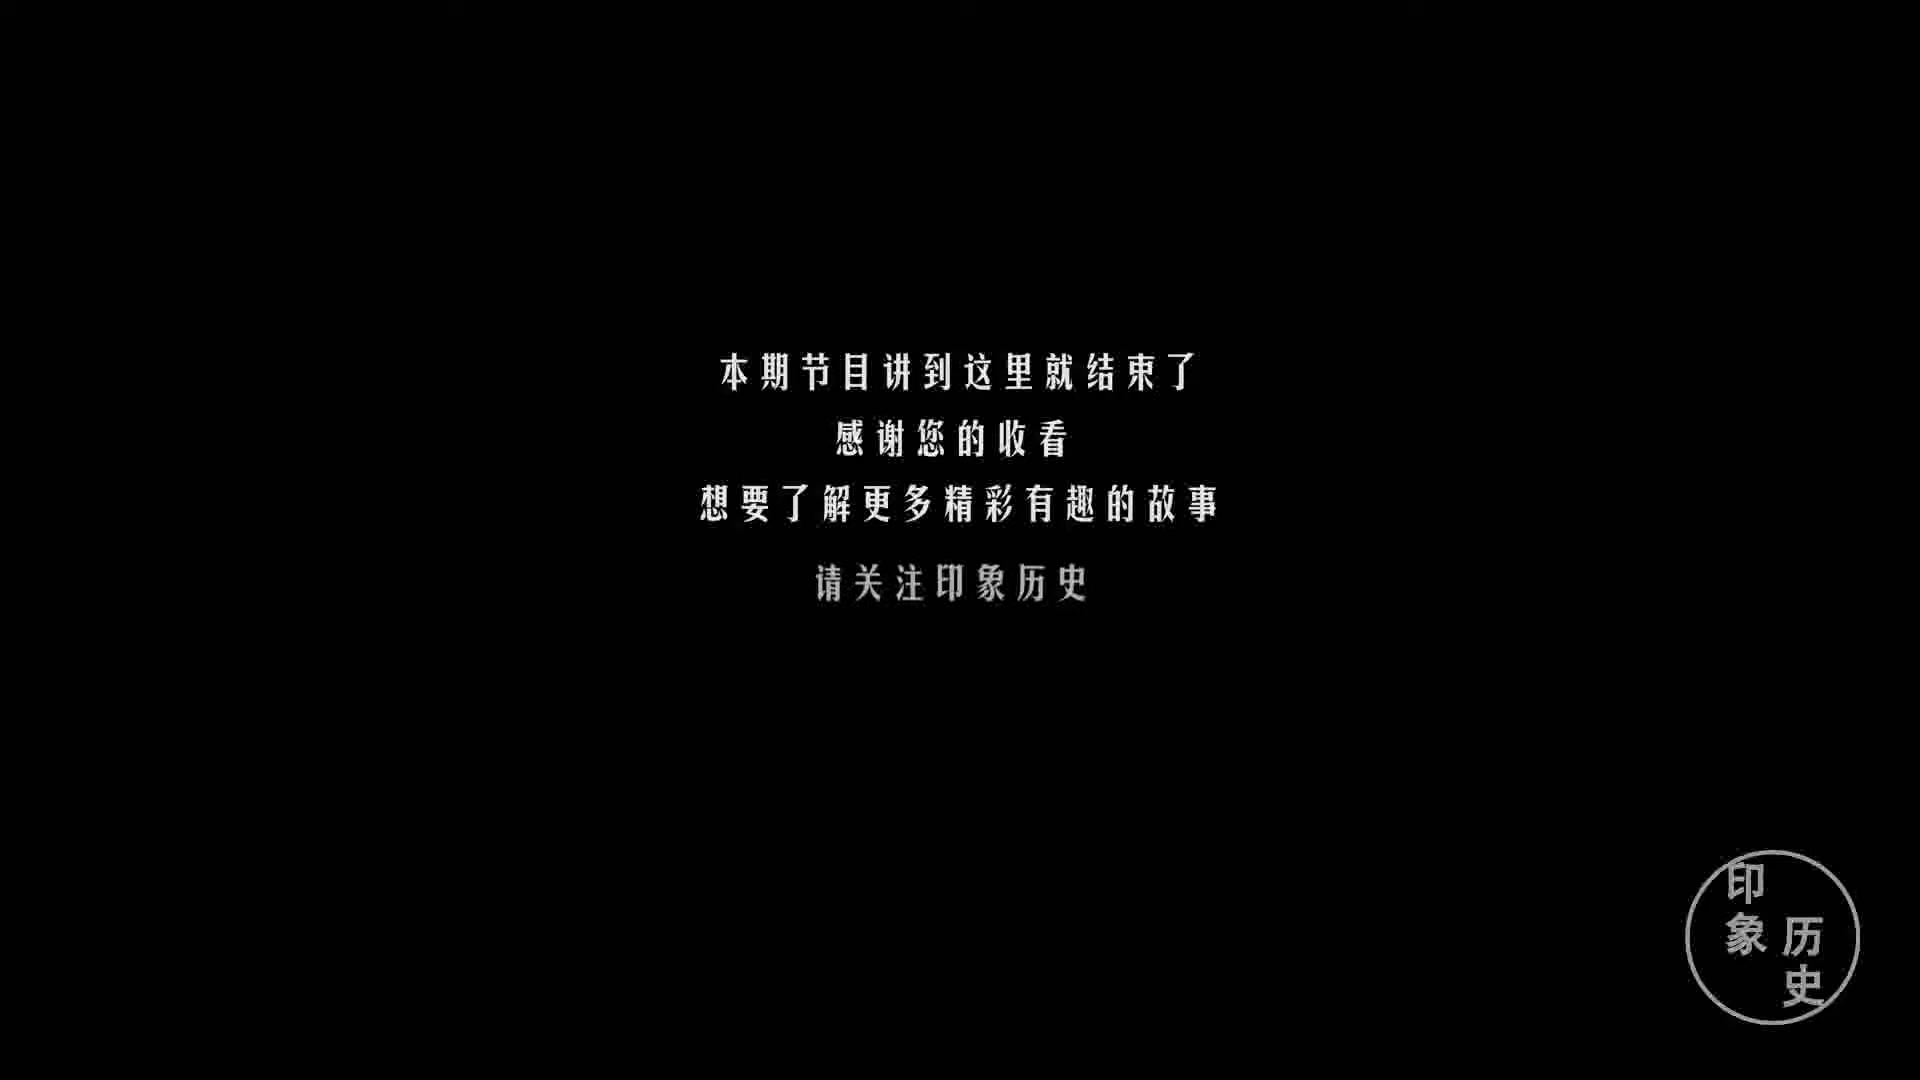 本期节目讲到这里就结束了
感谢您的收看
想要了解更多精彩有趣的故事
请关注印象历史
印象
历史